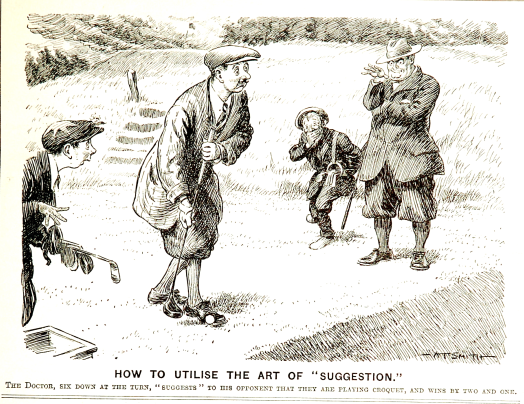 A.T. SMITH
HOW TO UTILISE THE ART OF "SUGGESTION."
THE DOCTOR, SIX DOWN AT THE TURN, "SUGGESTS" TO HIS OPPONENT THAT THEY ARE PLAYING CROQUET, AND WINS BY TWO AND ONE.